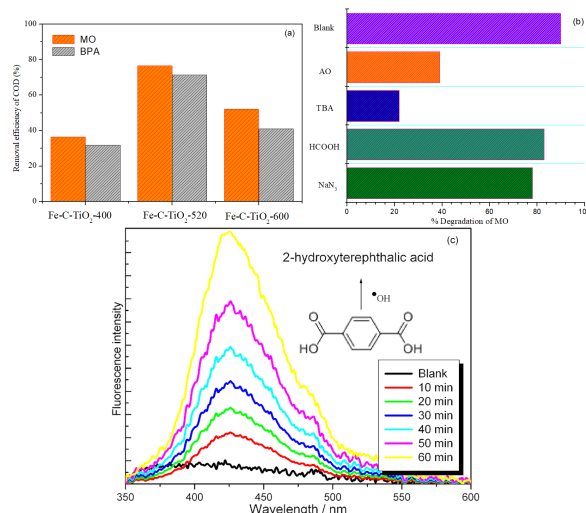 (a)
MO
BPA
Removal efficiency of COD (%)
100
80
60
40
20
0
Fe-C-TiO₂-400 Fe-C-TiO₂-520 Fe-C-TiO₂-600
(b)
Blank
AO
TBA
HCOOH
NaN₃
0 20 40 60 80 100
% Degradation of MO
(c)
2-hydroxyterephthalic acid
•OH
O
HO
O
OH
Fluorescence intensity
Blank
10 min
20 min
30 min
40 min
50 min
60 min
350 400 450 500 550 600
Wavelength / nm